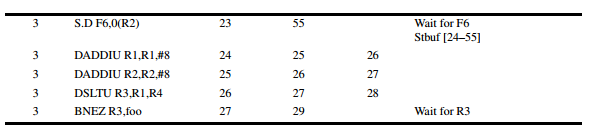 3 S.D F6,0(R2) 23 55 Wait for F6
Stbuf [24–55]
3 DADDIU R1,R1,#8 24 25 26
3 DADDIU R2,R2,#8 25 26 27
3 DSLTU R3,R1,R4 26 27 28
3 BNEZ R3,foo 27 29 Wait for R3